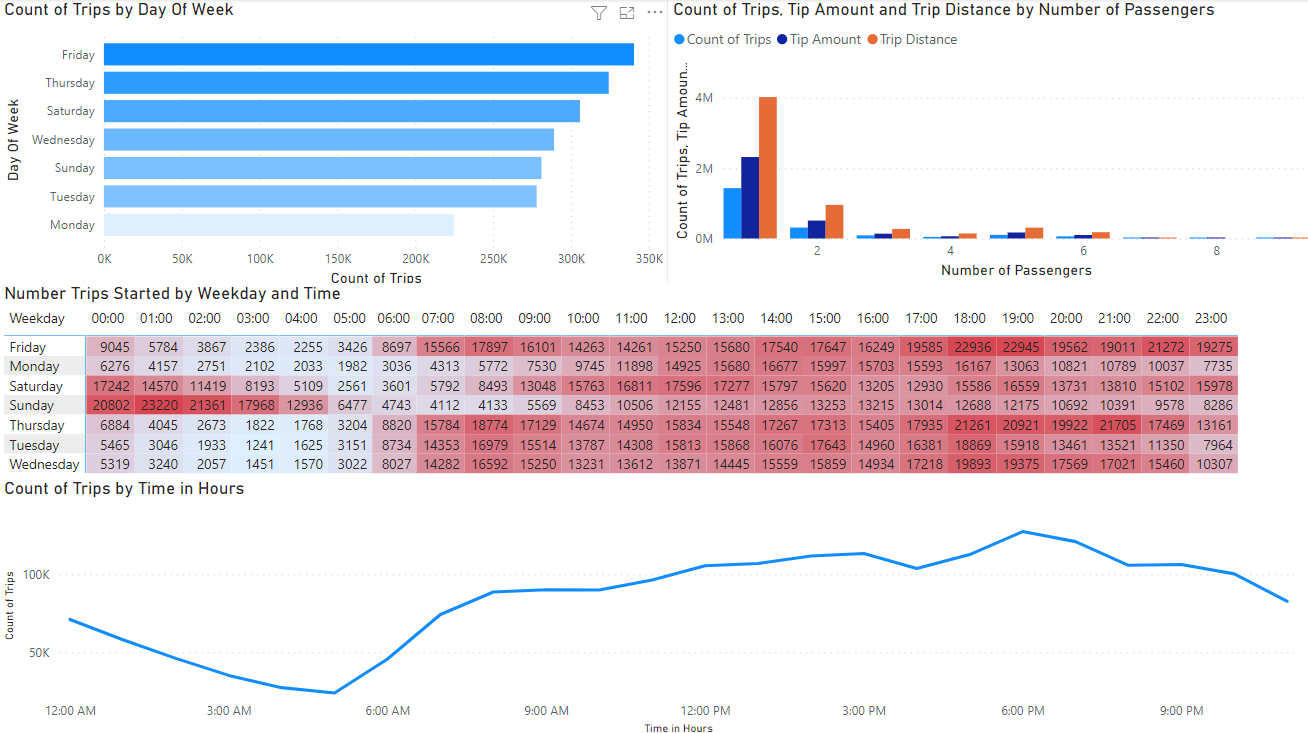 Count of Trips by Day Of Week
Day Of Week
Friday
Thursday
Saturday
Wednesday
Sunday
Tuesday
Monday
0K 50K 100K 150K 200K 250K 300K 350K
Count of Trips
Count of Trips, Tip Amount and Trip Distance by Number of Passengers
Count of Trips Tip Amount Trip Distance
Count of Trips, Tip Amoun...
4M
2M
0M
2 4 6 8
Number of Passengers
Number Trips Started by Weekday and Time
Weekday 00:00 01:00 02:00 03:00 04:00 05:00 06:00 07:00 08:00 09:00 10:00 11:00 12:00 13:00 14:00 15:00 16:00 17:00 18:00 19:00 20:00 21:00 22:00 23:00
Friday 9045 5784 3867 2386 2255 3426 8697 15566 17897 16101 14263 14261 15250 15680 17540 17647 16249 19585 22936 22945 19562 19011 21272 19275
Monday 6276 4157 2751 2102 2033 1982 3036 4313 5772 7530 9745 11898 14925 15680 16677 15997 15703 15593 16167 13063 10821 10789 10037 7735
Saturday 17242 14570 11419 8193 5109 2561 3601 5792 8493 13048 15763 16811 17596 17277 15797 15620 13205 12930 15586 16559 13731 13810 15102 15978
Sunday 20802 23220 21361 17968 12936 6477 4743 4112 4133 5569 8453 10506 12155 12481 12856 13253 13215 13014 12688 12175 10692 10391 9578 8286
Thursday 6884 4045 2673 1822 1768 3204 8820 15784 18774 17129 14674 14950 15834 15548 17267 17313 15405 17935 21261 20921 19922 21705 17469 13161
Tuesday 5465 3046 1933 1241 1625 3151 8734 14353 16979 15514 13787 14308 15813 15868 16076 17643 14960 16381 18869 15918 13461 13521 11350 7964
Wednesday 5319 3240 2057 1451 1570 3022 8027 14282 16592 15250 13231 13612 13871 14445 15559 15859 14934 17218 19893 19375 17569 17021 15460 10307
Count of Trips by Time in Hours
Count of Trips
100K
50K
12:00 AM 3:00 AM 6:00 AM 9:00 AM 12:00 PM 3:00 PM 6:00 PM 9:00 PM
Time in Hours